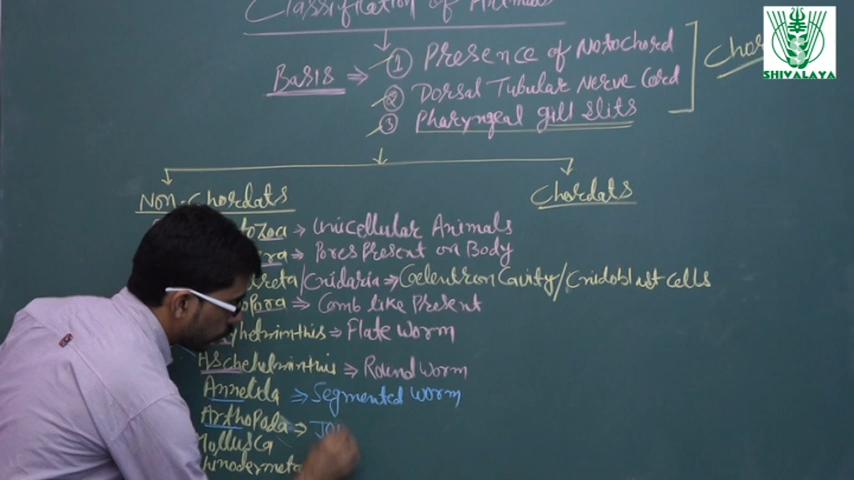 Classification of Animals
Basis ⇒ ① Presence of Notochord
② Dorsal Tubular Nerve Cord
③ Pharyngeal gill slits
SHIVALAYA
Non-Chordats
Chordats
→ Unicellular Animals
⇒ Pores Present on Body
/Cnidaria ⇒ Coelentron Cavity/Cnidoblast cells
⇒ Comb like Present
⇒ Flate worm
Aschehelminthis ⇒ Round worm
Annelida ⇒ Segmented worm
ArthoPada ⇒
Mollusca